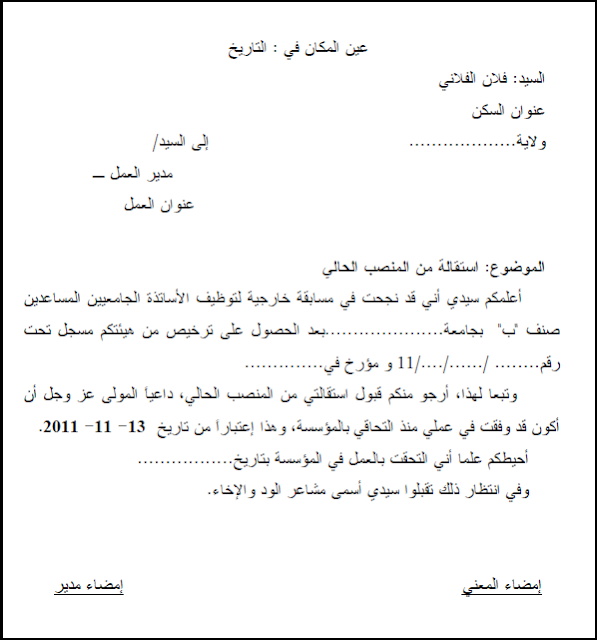 عين المكان في : التاريخ
السيد: فلان الفلاني
عنوان السكن
ولاية...................
إلى السيد/
مدير العمل ــ
عنوان العمل
الموضوع: استقالة من المنصب الحالي
أعلمكم سيدي أني قد نجحت في مسابقة خارجية لتوظيف الأساتذة الجامعيين المساعدين
صنف "ب" بجامعة.....................بعد الحصول على ترخيص من هيئتكم مسجل تحت
رقم........ /....../..../11 و مؤرخ في..............
وتبعا لهذا، أرجو منكم قبول استقالتي من المنصب الحالي، داعياً المولى عز وجل أن
أكون قد وفقت في عملي منذ التحاقي بالمؤسسة، وهذا إعتباراً من تاريخ 13- 11- 2011.
أحيطكم علما أني التحقت بالعمل في المؤسسة بتاريخ.................
وفي انتظار ذلك تقبلوا سيدي أسمى مشاعر الود والإخاء.
إمضاء المعني
إمضاء مدير